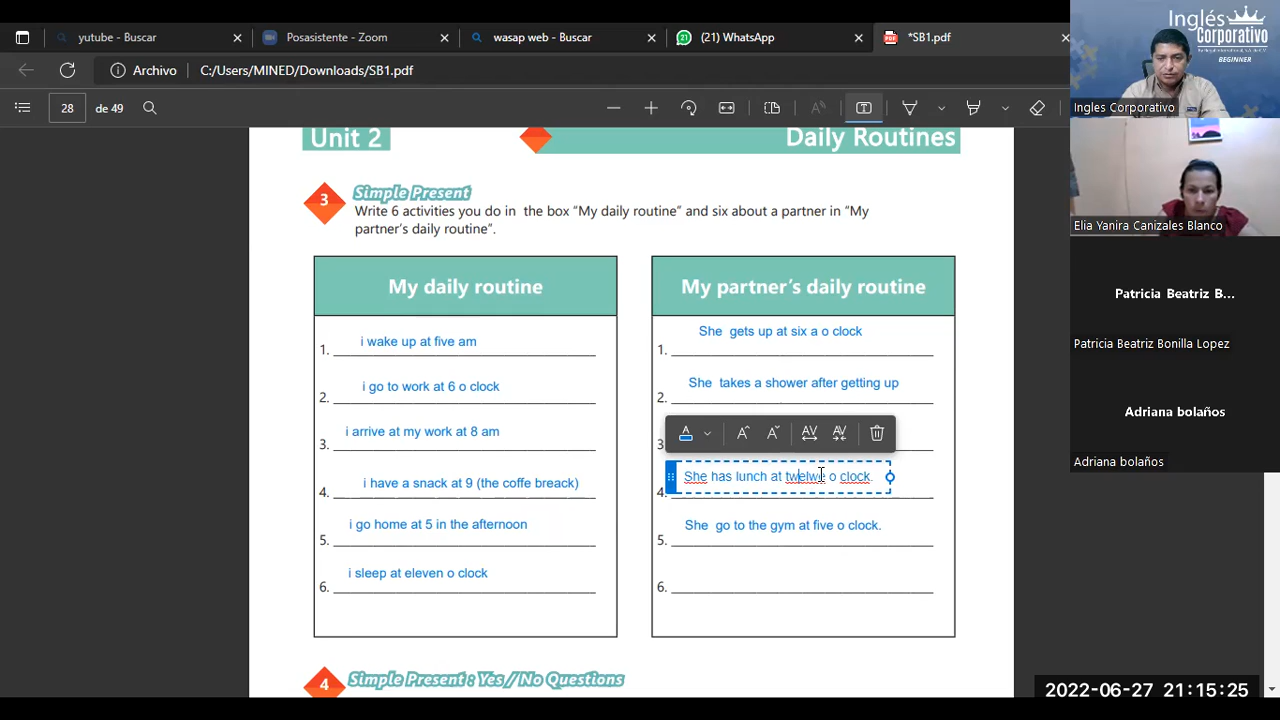 yutube - Buscar
Posasistente - Zoom
wasap web - Buscar
(21) WhatsApp
*SB1.pdf
Archivo
C:/Users/MINED/Downloads/SB1.pdf
28
de 49
Inglés
Corporativo
BEGINNER
Ingles Corporativo
Elia Yanira Canizales Blanco
Patricia Beatriz B...
Patricia Beatriz Bonilla Lopez
Adriana bolaños
Adriana bolaños
Unit 2
Daily Routines
3
Simple Present
Write 6 activities you do in the box "My daily routine" and six about a partner in "My
partner's daily routine".
My daily routine
1. i wake up at five am
2. i go to work at 6 o clock
3. i arrive at my work at 8 am
4. i have a snack at 9 (the coffe breack)
5. i go home at 5 in the afternoon
6. i sleep at eleven o clock
My partner's daily routine
1. She gets up at six a o clock
2. She takes a shower after getting up
3
4. She has lunch at o clock.
5. She go to the gym at five o clock.
6.
4
Simple Present : Yes / No Questions
2022-06-27 21:15:25